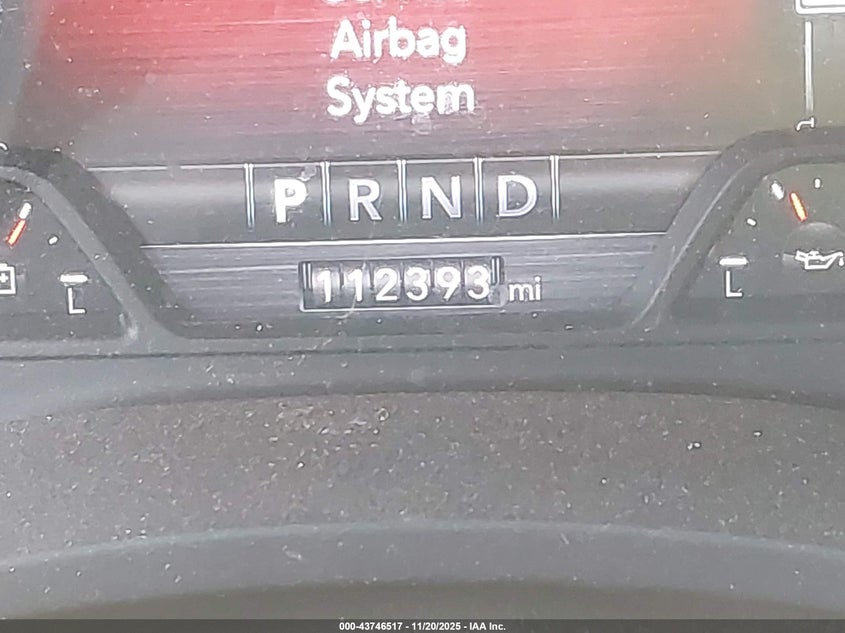 Airbag
System
P R N D
112393 mi
L
L
000-43746517 - 11/20/2025 - IAA Inc.